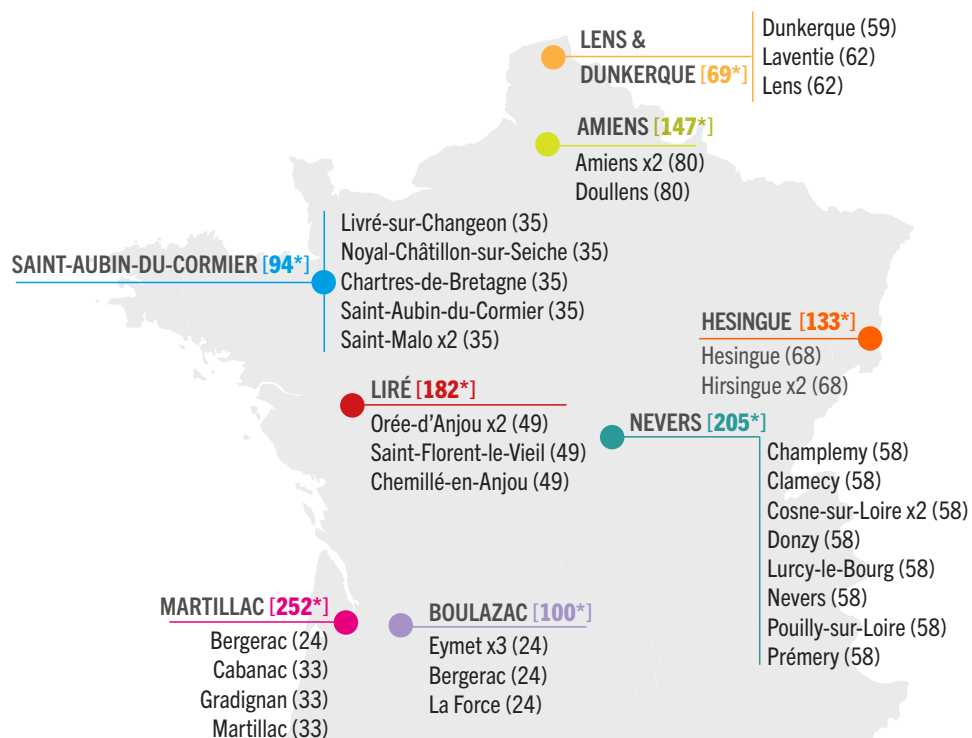 LENS &
DUNKERQUE [69*]
Dunkerque (59)
Laventie (62)
Lens (62)
AMIENS [147*]
Amiens x2 (80)
Doullens (80)
SAINT-AUBIN-DU-CORMIER [94*]
Livré-sur-Changeon (35)
Noyal-Châtillon-sur-Seiche (35)
Chartres-de-Bretagne (35)
Saint-Aubin-du-Cormier (35)
Saint-Malo x2 (35)
HESINGUE [133*]
Hesingue (68)
Hirsingue x2 (68)
LIRÉ [182*]
Orée-d'Anjou x2 (49)
Saint-Florent-le-Vieil (49)
Chemillé-en-Anjou (49)
NEVERS [205*]
Champlemy (58)
Clamecy (58)
Cosne-sur-Loire x2 (58)
Donzy (58)
Lurcy-le-Bourg (58)
Nevers (58)
Pouilly-sur-Loire (58)
Prémery (58)
MARTILLAC [252*]
Bergerac (24)
Cabanac (33)
Gradignan (33)
Martillac (33)
BOULAZAC [100*]
Eymet x3 (24)
Bergerac (24)
La Force (24)